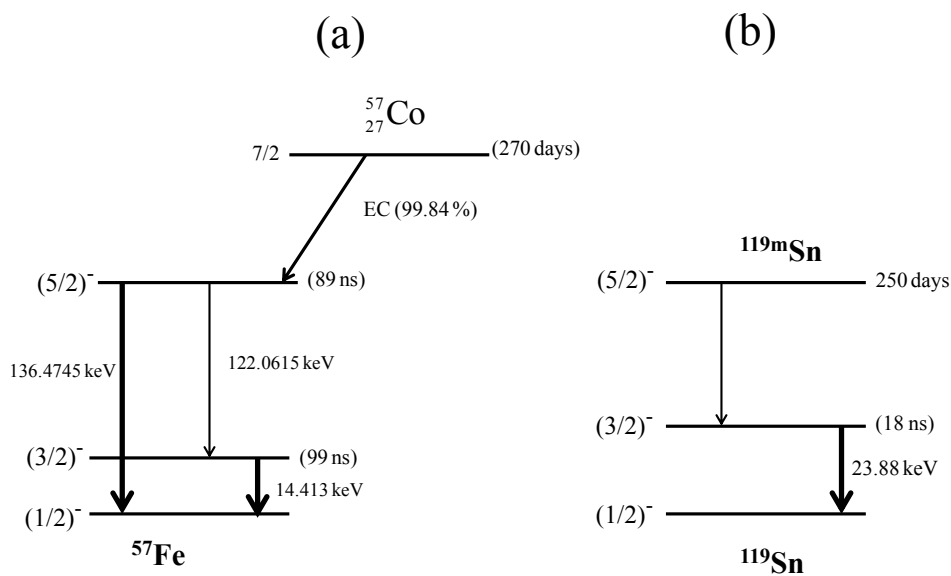 (a)
(b)
⁵⁷₂₇Co
7/2
(270 days)
EC (99.84 %)
(5/2)⁻
(89 ns)
136.4745 keV
122.0615 keV
(3/2)⁻
(99 ns)
14.413 keV
(1/2)⁻
⁵⁷Fe
¹¹⁹ᵐSn
(5/2)⁻
250 days
(3/2)⁻
(18 ns)
23.88 keV
(1/2)⁻
¹¹⁹Sn